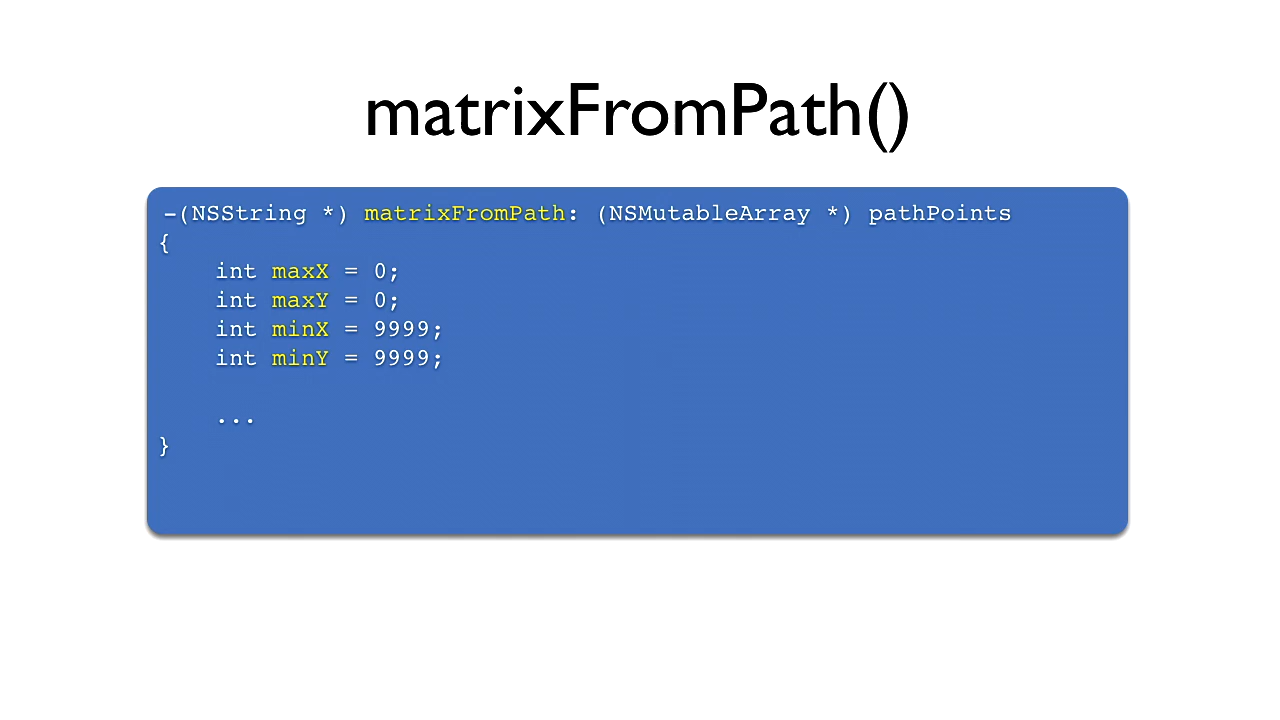 matrixFromPath()
-(NSString *) matrixFromPath: (NSMutableArray *) pathPoints
{
    int maxX = 0;
    int maxY = 0;
    int minX = 9999;
    int minY = 9999;
    ...
}